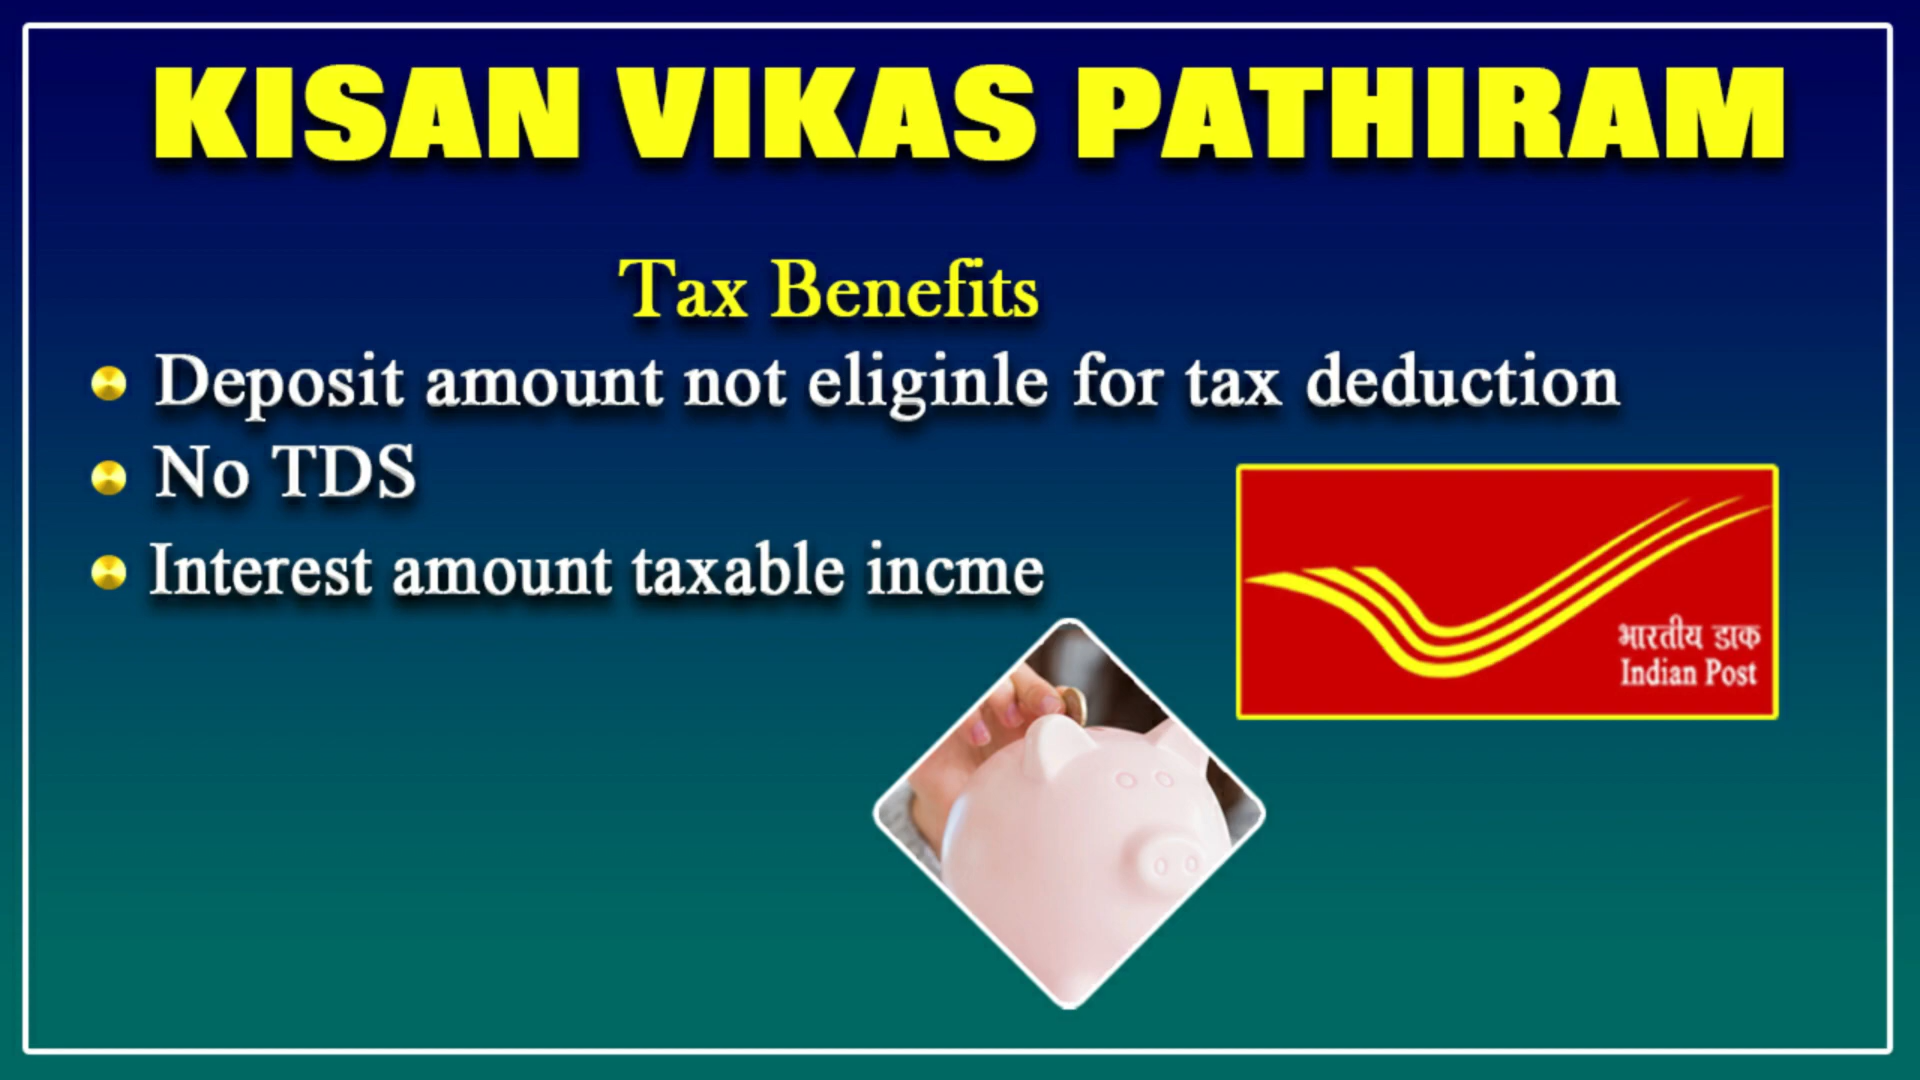 KISAN VIKAS PATHIRAM
Tax Benefits
Deposit amount not eliginle for tax deduction
No TDS
Interest amount taxable incme
भारतीय डाक
Indian Post